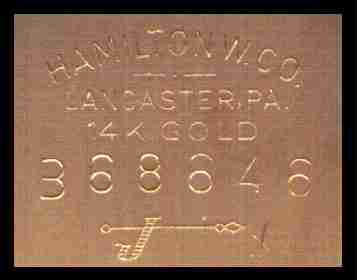 HAMILTON W. CO.
LANCASTER, PA.
14K GOLD
368646
J